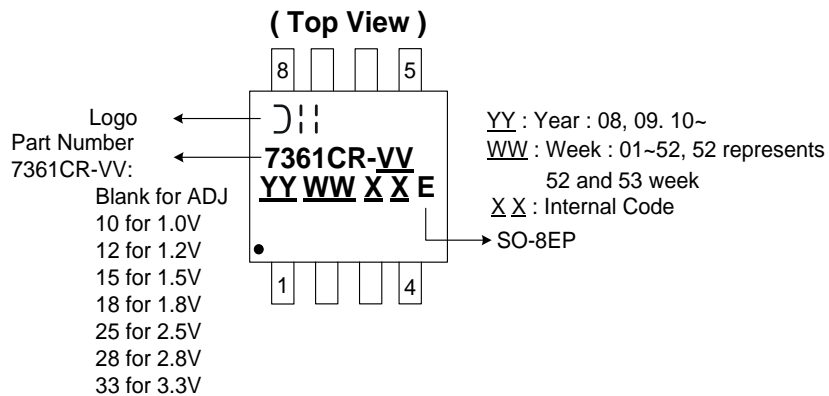 ( Top View )
8 5
Logo
Part Number
7361CR-VV:
Blank for ADJ
10 for 1.0V
12 for 1.2V
15 for 1.5V
18 for 1.8V
25 for 2.5V
28 for 2.8V
33 for 3.3V
7361CR-VV
YY WW X X E
1 4
YY : Year : 08, 09. 10~
WW : Week : 01~52, 52 represents
52 and 53 week
X X : Internal Code
SO-8EP